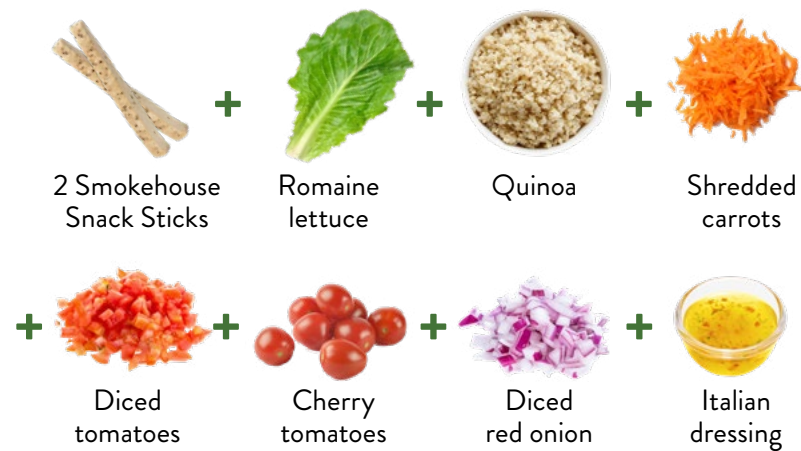 2 Smokehouse
Snack Sticks
Romaine
lettuce
Quinoa
Shredded
carrots
Diced
tomatoes
Cherry
tomatoes
Diced
red onion
Italian
dressing